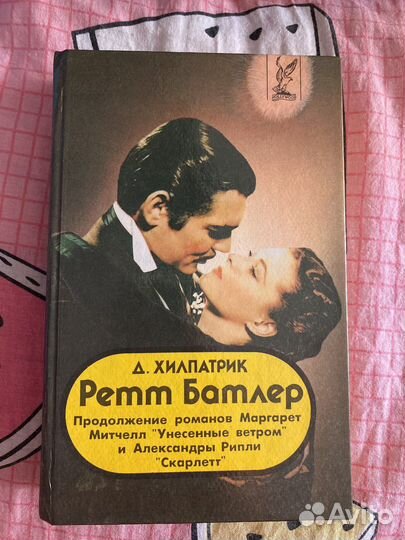 Д. ХИЛПАТРИК
Ретт Батлер
Продолжение романов Маргарет
Митчелл "Унесенные ветром"
и Александры Рипли
"Скарлетт"
Avito